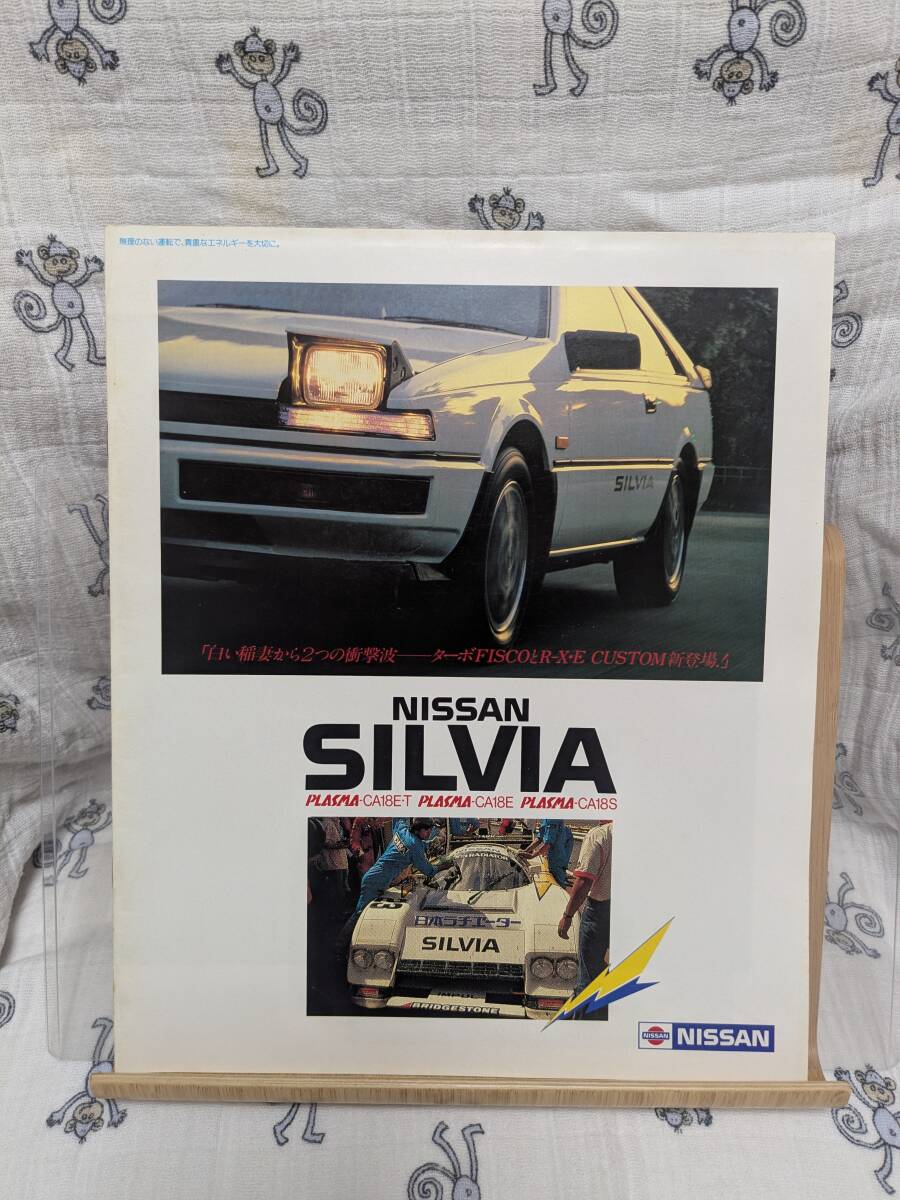 無理のない運転で、貴重なエネルギーを大切に。
SILVIA
「白い稲妻から2つの衝撃波——ターボFISCOとR-X・E CUSTOM新登場。」
NISSAN
SILVIA
PLASMA-CA18E・T PLASMA-CA18E PLASMA-CA18S
RADIATOR
日本ラヂエーター
SILVIA
IMPUL
BRIDGESTONE
NISSAN
NISSAN